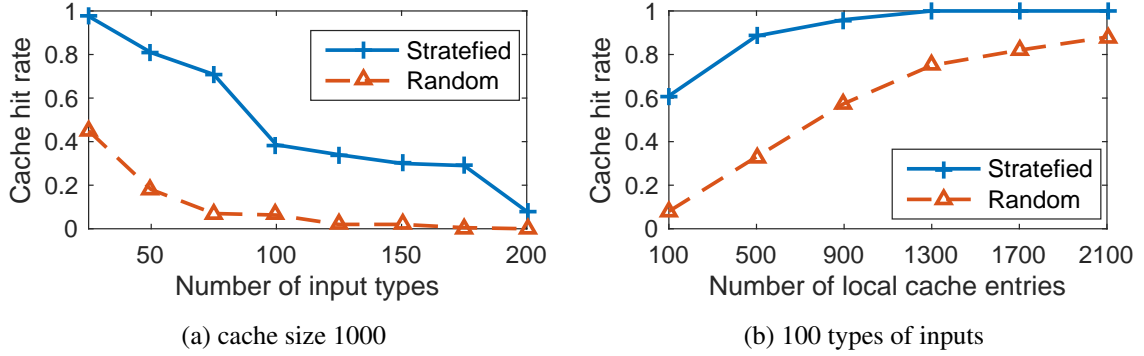 1
0.8
0.6
0.4
0.2
0
Cache hit rate
Stratefied
Random
50
100
150
200
Number of input types
(a) cache size 1000
1
0.8
0.6
0.4
0.2
0
Cache hit rate
Stratefied
Random
100
500
900
1300
1700
2100
Number of local cache entries
(b) 100 types of inputs